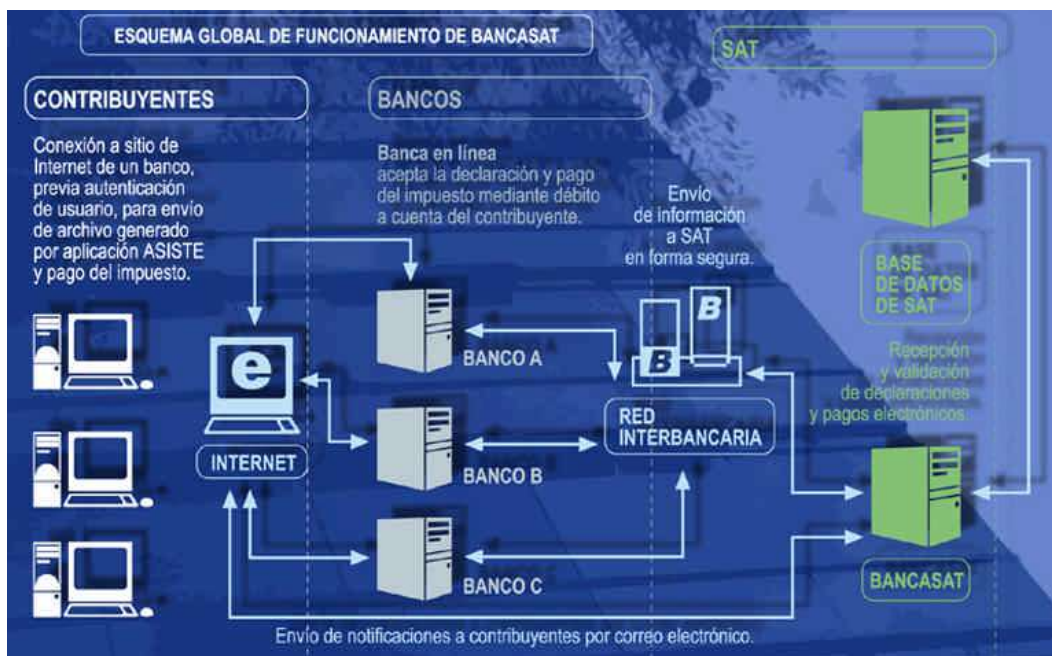 ESQUEMA GLOBAL DE FUNCIONAMIENTO DE BANCASAT
SAT
CONTRIBUYENTES
Conexión a sitio de
Internet de un banco,
previa autenticación
de usuario, para envío
de archivo generado
por aplicación ASISTE
y pago del impuesto.
BANCOS
Banca en línea
acepta la declaración y pago
del impuesto mediante débito
a cuenta del contribuyente.
Envío
de información
a SAT
en forma segura.
BASE
DE DATOS
DE SAT
Recepción
y validación
de declaraciones
y pagos electrónicos.
e
INTERNET
BANCO A
BANCO B
BANCO C
B
B
RED
INTERBANCARIA
BANCASAT
Envío de notificaciones a contribuyentes por correo electrónico.